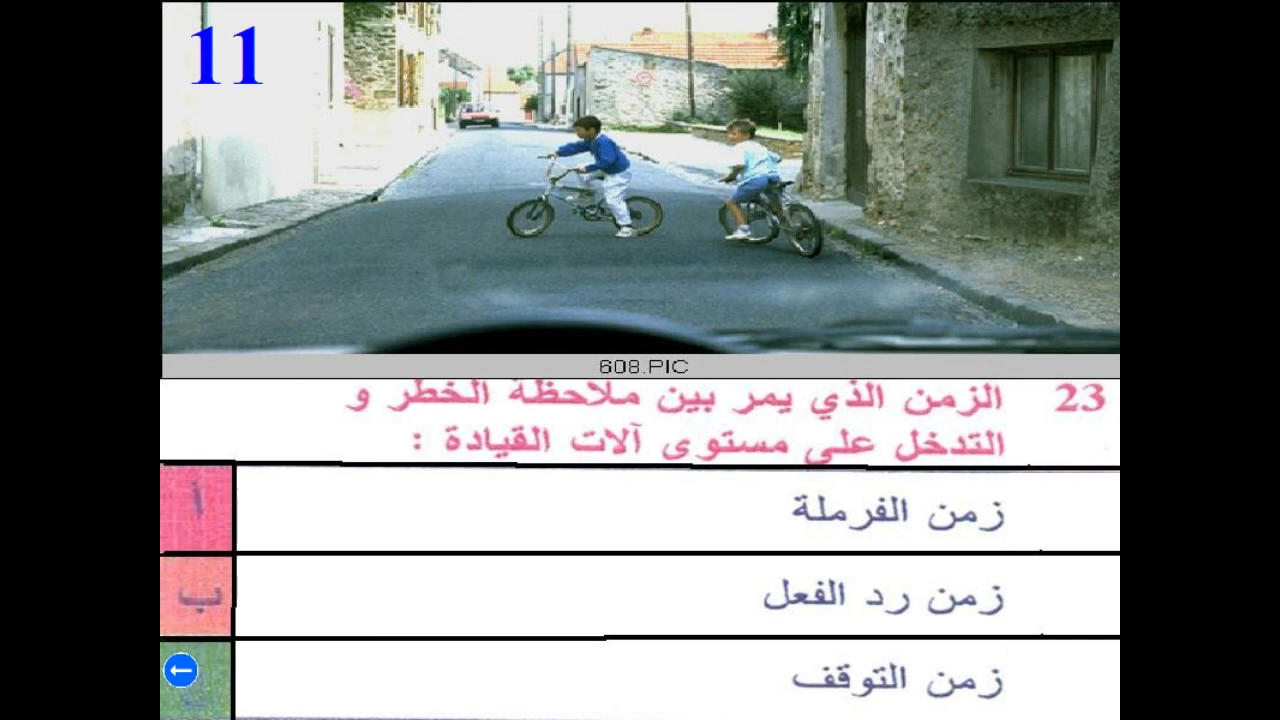 11
608.PIC
23 الزمن الذي يمر بين ملاحظة الخطر و
التدخل على مستوى آلات القيادة :
أ زمن الفرملة
ب زمن رد الفعل
زمن التوقف